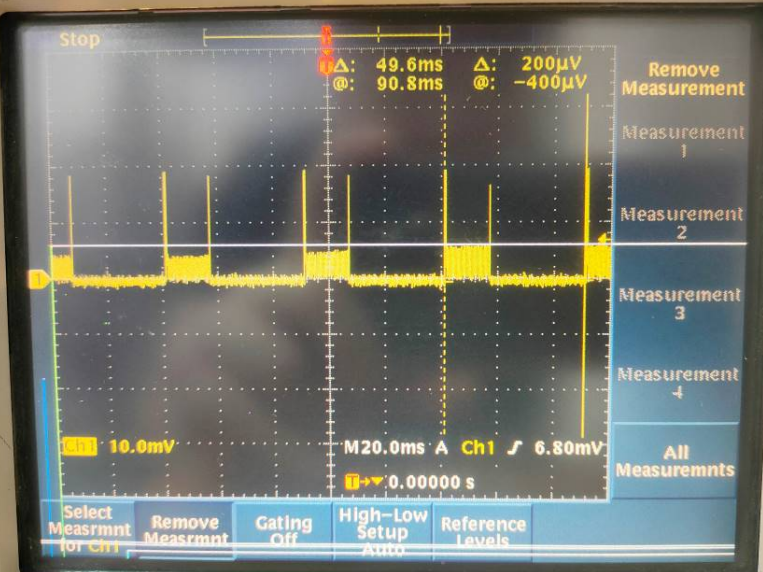 Stop
Δ: 49.6ms Δ: 200µV
@: 90.8ms @: −400µV
Remove
Measurement
Measurement
1
Measurement
2
1
Measurement
3
Measurement
4
Ch1 10.0mV M20.0ms A Ch1 ƒ 6.80mV
T→▾:0.00000 s
All
Measuremnts
Select
Measrmnt
for Ch1
Remove
Measrmnt
Gating
Off
High–Low
Setup
Auto
Reference
Levels